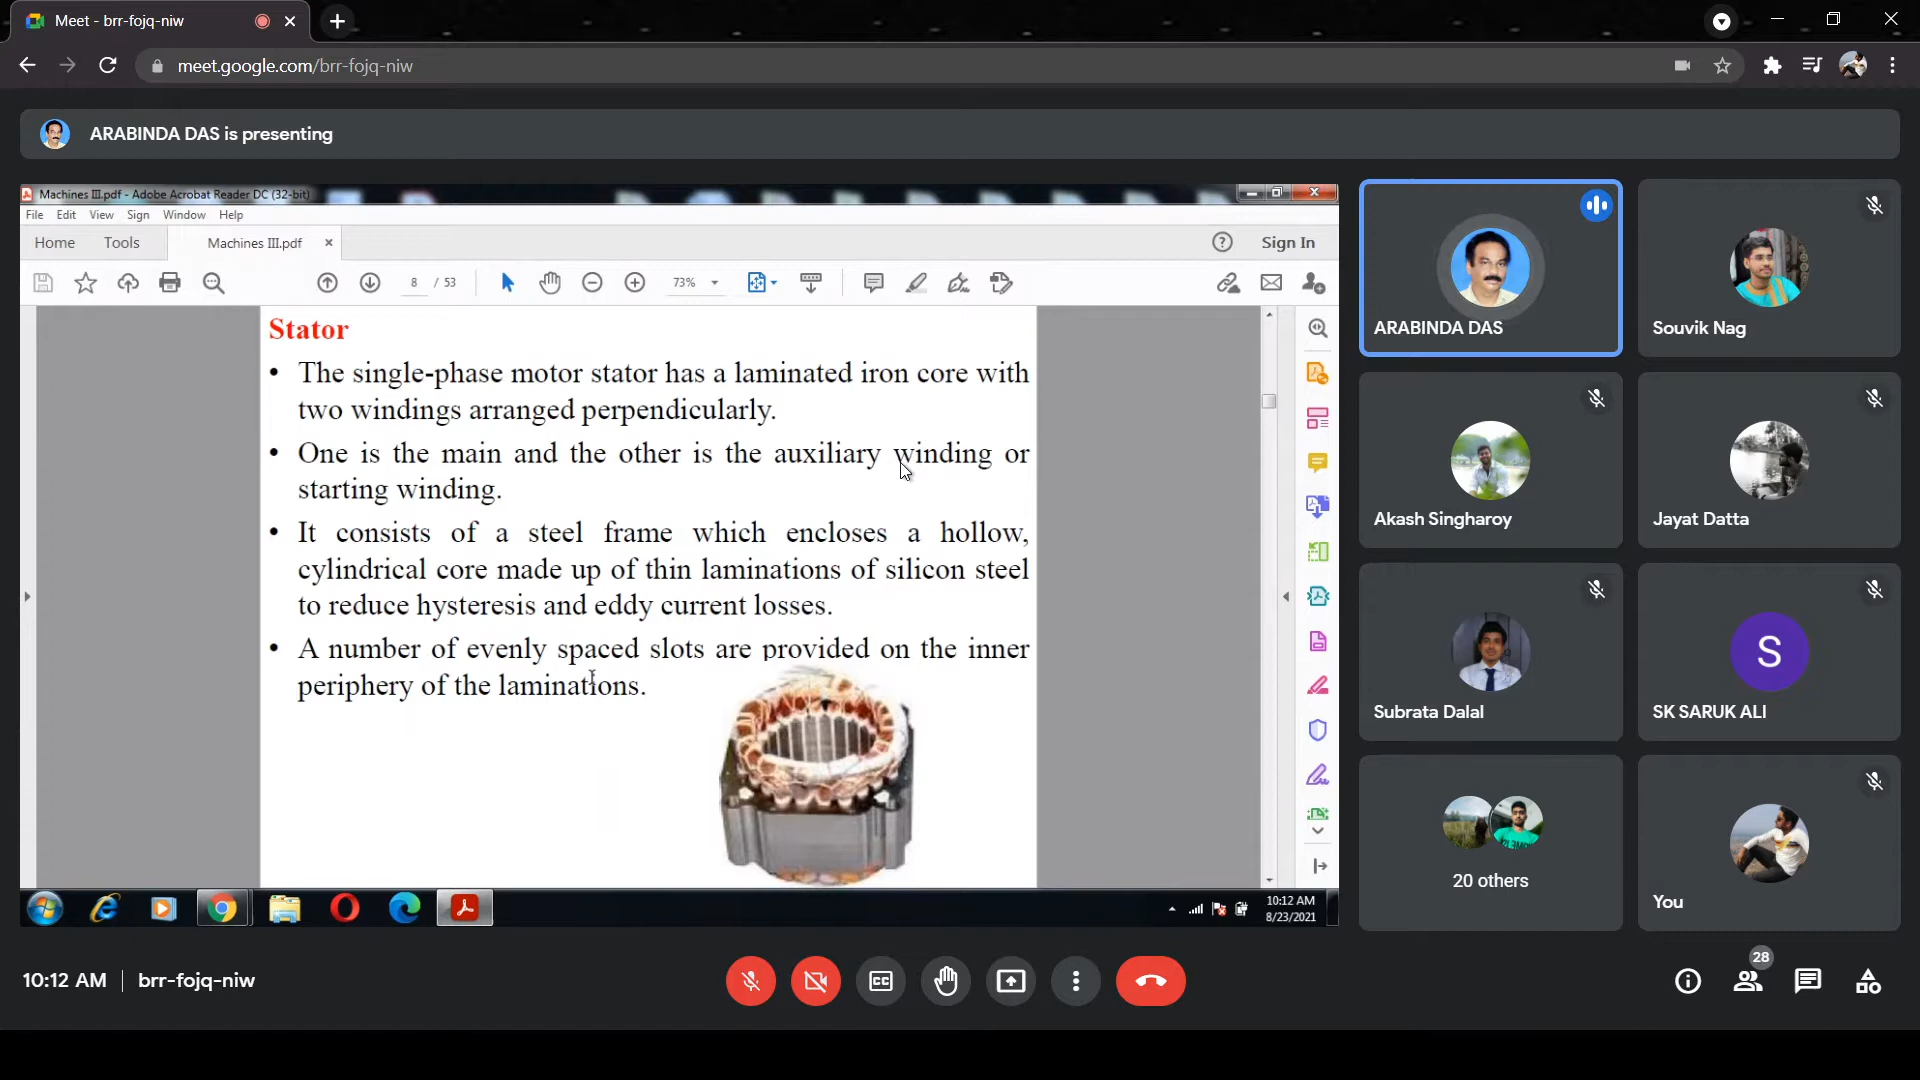 Meet - brr-fojq-niw
meet.google.com/brr-fojq-niw
ARABINDA DAS is presenting
Machines III.pdf - Adobe Acrobat Reader DC (32-bit)
File Edit View Sign Window Help
Home Tools Machines III.pdf Sign In
8 / 53 73%
Stator
• The single-phase motor stator has a laminated iron core with
two windings arranged perpendicularly.
• One is the main and the other is the auxiliary winding or
starting winding.
• It consists of a steel frame which encloses a hollow,
cylindrical core made up of thin laminations of silicon steel
to reduce hysteresis and eddy current losses.
• A number of evenly spaced slots are provided on the inner
periphery of the laminations.
10:12 AM
8/23/2021
ARABINDA DAS
Souvik Nag
Akash Singharoy
Jayat Datta
Subrata Dalal
S
SK SARUK ALI
20 others
You
10:12 AM | brr-fojq-niw
CC
28